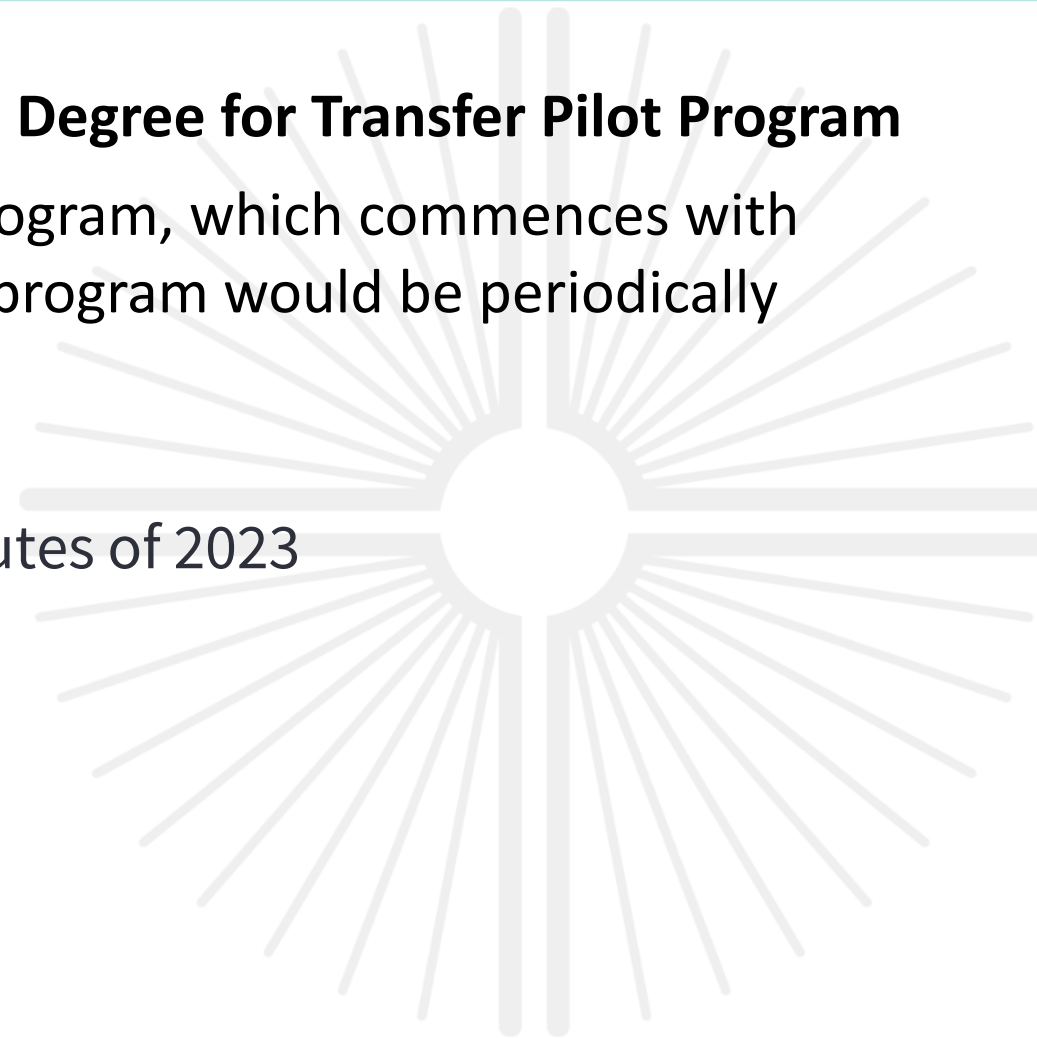 Degree for Transfer Pilot Program
ogram, which commences with
program would be periodically
utes of 2023